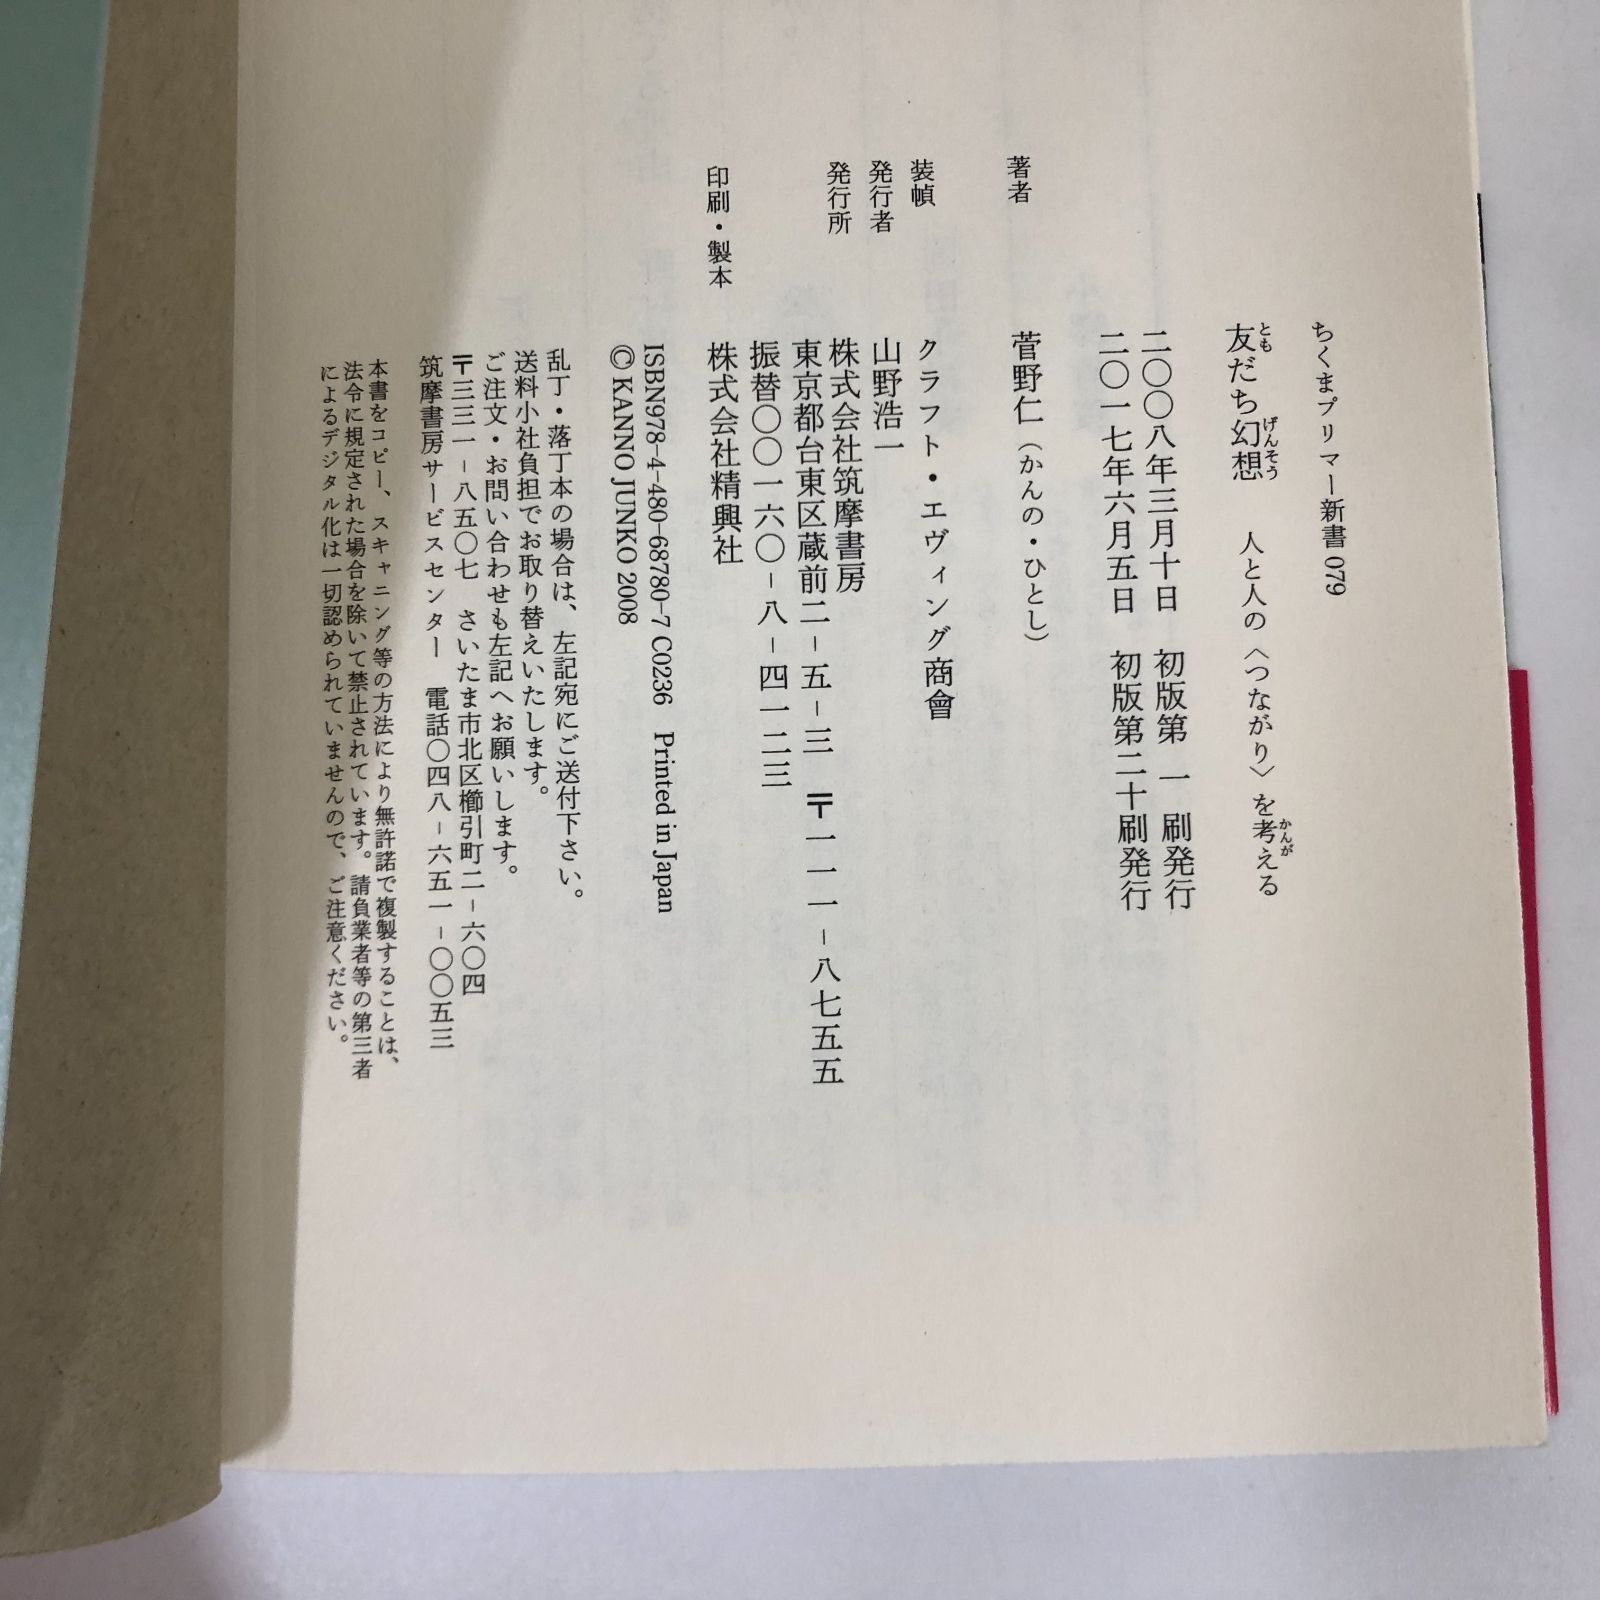 ちくまプリマー新書 079
友だち幻想 人と人の〈つながり〉を考える
とも げんそう かんが
二〇〇八年三月十日 初版第一刷発行
二〇一七年六月五日 初版第二十刷発行
著者 菅野仁（かんの・ひとし）
装幀 クラフト・エヴィング商會
発行者 山野浩一
発行所 株式会社筑摩書房
東京都台東区蔵前二-五-三 〒一一一-八七五五
振替〇〇一六〇-八-四一二三
印刷・製本 株式会社精興社
ISBN978-4-480-68780-7 C0236 Printed in Japan
© KANNO JUNKO 2008
乱丁・落丁本の場合は、左記宛にご送付下さい。
送料小社負担でお取り替えいたします。
ご注文・お問い合わせも左記へお願いします。
〒三三一-八五〇七 さいたま市北区櫛引町二-六〇四
筑摩書房サービスセンター 電話〇四八-六五一-〇〇五三
本書をコピー、スキャニング等の方法により無許諾で複製することは、
法令に規定された場合を除いて禁止されています。請負業者等の第三者
によるデジタル化は一切認められていませんので、ご注意ください。